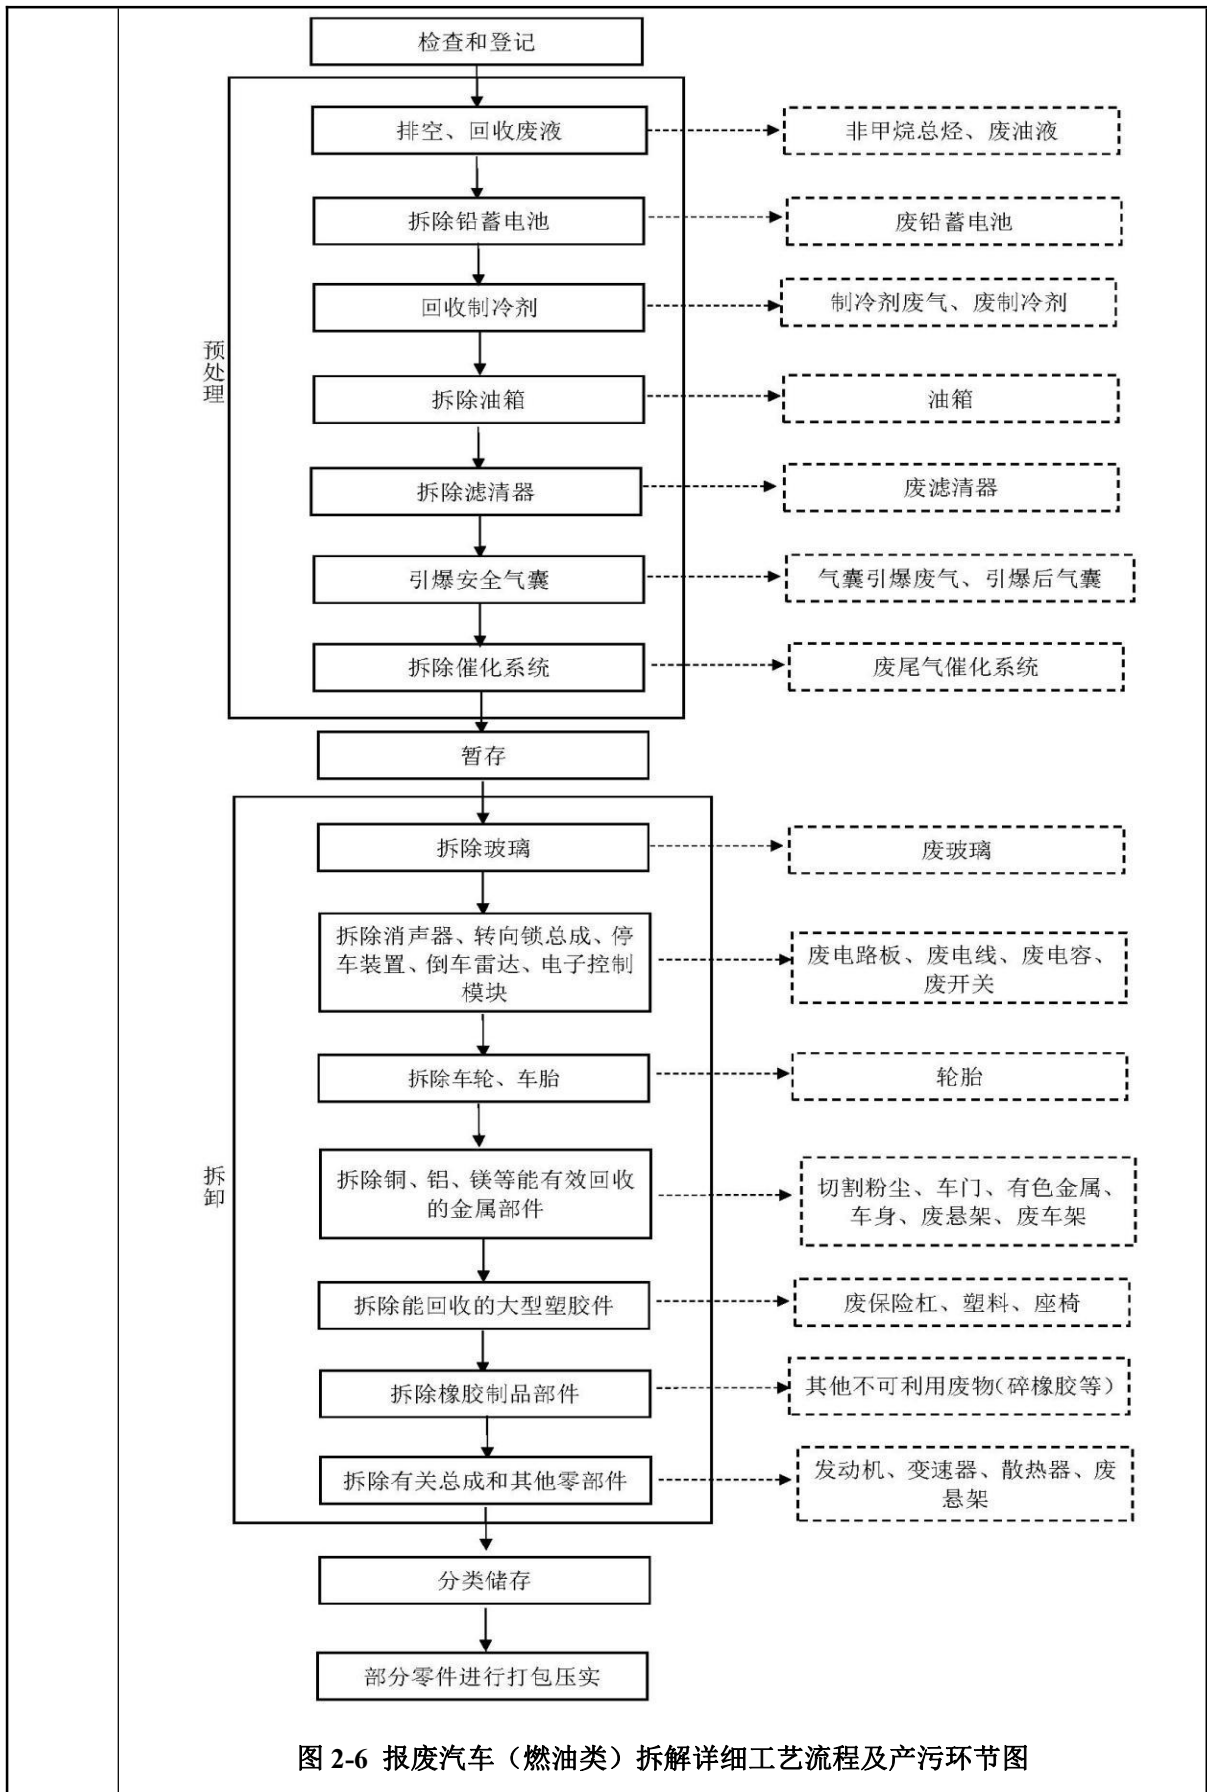 检查和登记
排空、回收废液
非甲烷总烃、废油液
拆除铅蓄电池
废铅蓄电池
回收制冷剂
制冷剂废气、废制冷剂
预处理
拆除油箱
油箱
拆除滤清器
废滤清器
引爆安全气囊
气囊引爆废气、引爆后气囊
拆除催化系统
废尾气催化系统
暂存
拆除玻璃
废玻璃
拆除消声器、转向锁总成、停
车装置、倒车雷达、电子控制
模块
废电路板、废电线、废电容、
废开关
拆除车轮、车胎
轮胎
拆卸
拆除铜、铝、镁等能有效回收
的金属部件
切割粉尘、车门、有色金属、
车身、废悬架、废车架
拆除能回收的大型塑胶件
废保险杠、塑料、座椅
拆除橡胶制品部件
其他不可利用废物(碎橡胶等)
拆除有关总成和其他零部件
发动机、变速器、散热器、废
悬架
分类储存
部分零件进行打包压实
图 2-6 报废汽车（燃油类）拆解详细工艺流程及产污环节图